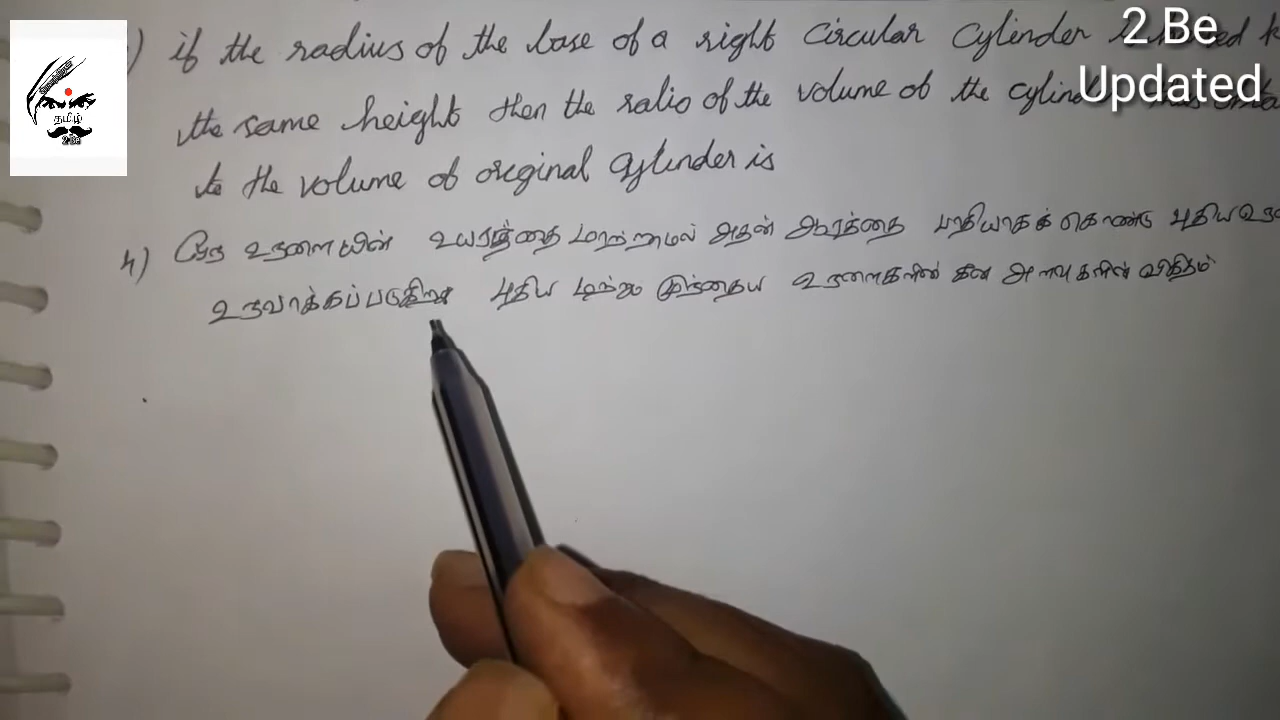 2 Be
Updated
தமிழ்
2-Be
) if the radius of the base of a right circular cylinder
the same height then the ratio of the volume of the
to the volume of original cylinder is
4) ஒரு உருளையின் உயரத்தை மாற்றாமல் அதன் ஆரத்தை பாதியாகக் கொண்டு புதிய
உருவாக்கப்படுகிறது புதிய மற்றும் முந்தைய உருளைகளின் கன அளவுகளின் விகிதம்